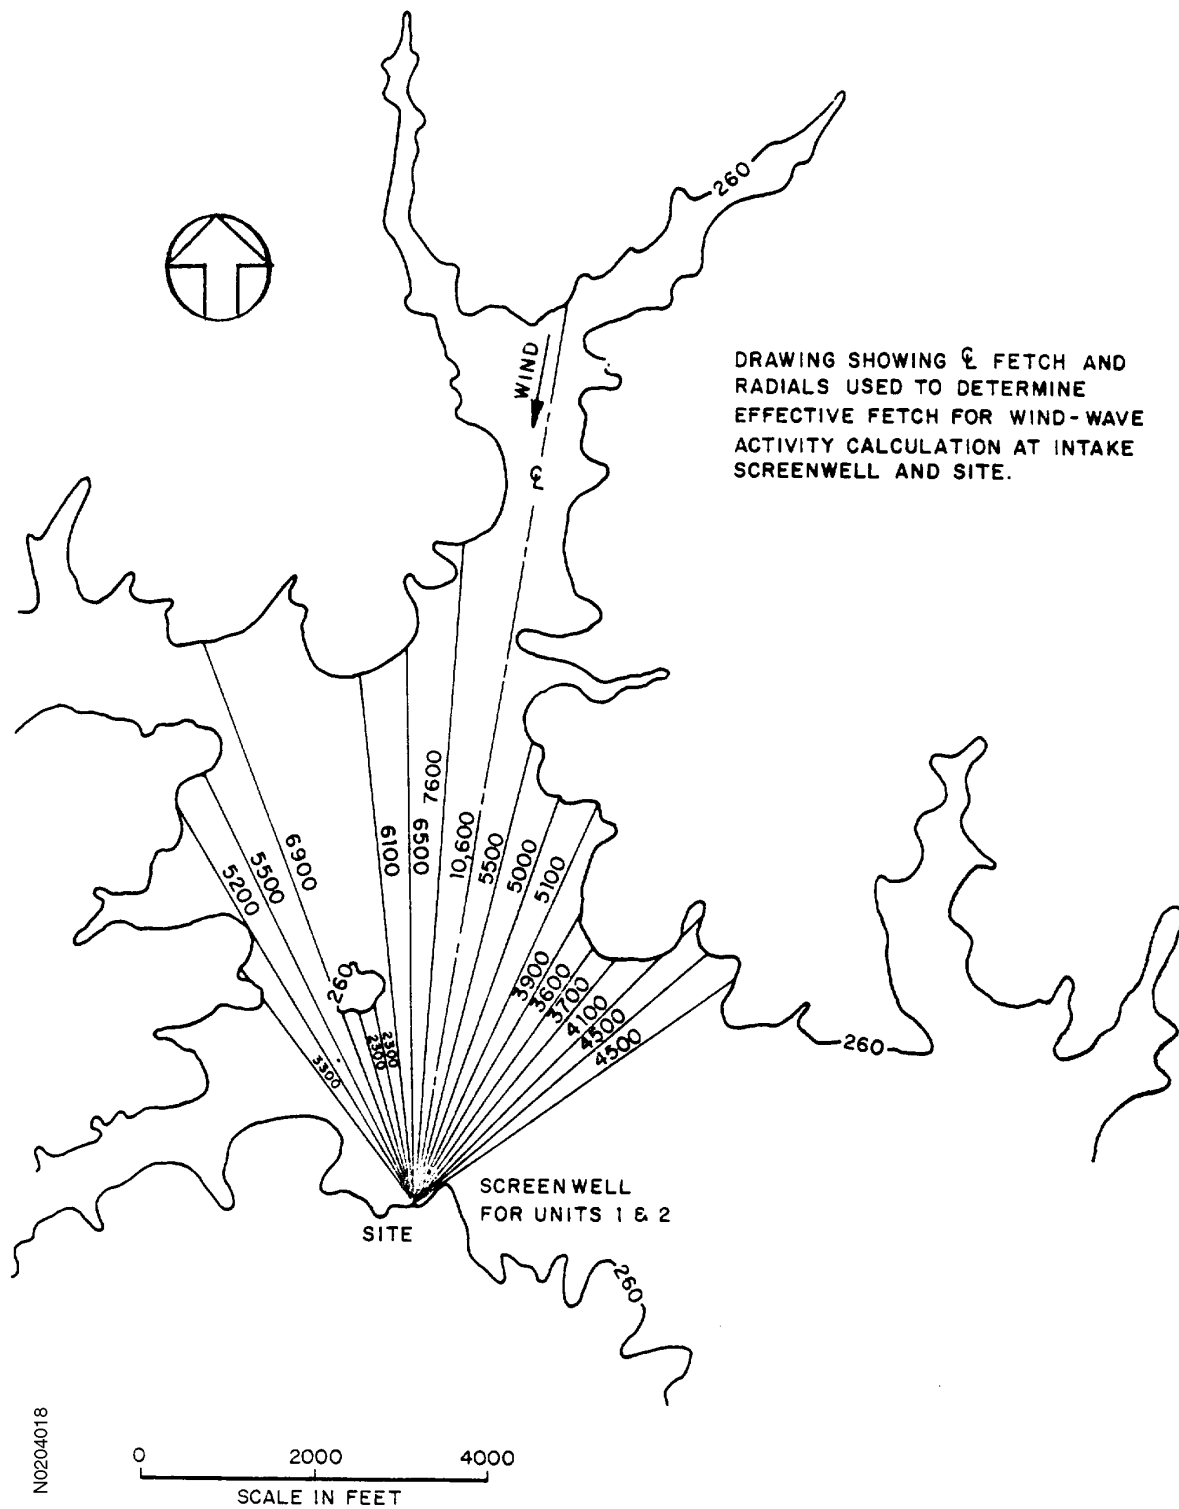 260
WIND
DRAWING SHOWING ℄ FETCH AND
RADIALS USED TO DETERMINE
EFFECTIVE FETCH FOR WIND-WAVE
ACTIVITY CALCULATION AT INTAKE
SCREENWELL AND SITE.
℄
5200
5500
6900
6100
6500
7600
10,600
5500
5000
5100
3900
3600
3700
4100
4500
4500
260
2300
2300
3300
260
SCREENWELL
FOR UNITS 1 & 2
SITE
260
N0204018
0 2000 4000
SCALE IN FEET